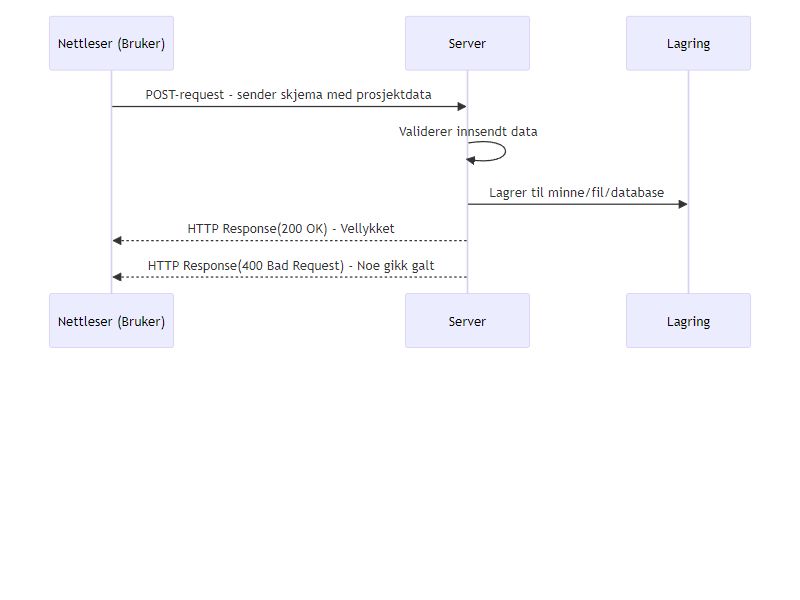 Nettleser (Bruker)
Server
Lagring
POST-request - sender skjema med prosjektdata
Validerer innsendt data
Lagrer til minne/fil/database
HTTP Response(200 OK) - Vellykket
HTTP Response(400 Bad Request) - Noe gikk galt
Nettleser (Bruker)
Server
Lagring